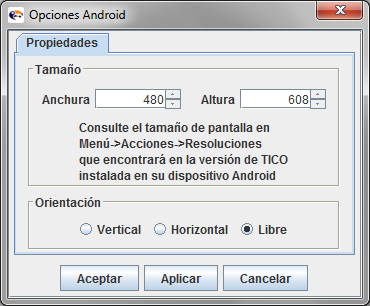 Opciones Android
Propiedades
Tamaño
Anchura 480 Altura 608
Consulte el tamaño de pantalla en
Menú->Acciones->Resoluciones
que encontrará en la versión de TICO
instalada en su dispositivo Android
Orientación
Vertical Horizontal Libre
Aceptar Aplicar Cancelar